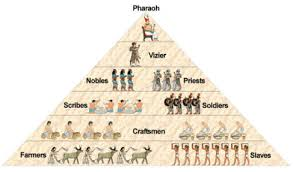 Pharaoh
Vizier
Nobles Priests
Scribes Soldiers
Craftsmen
Farmers Slaves